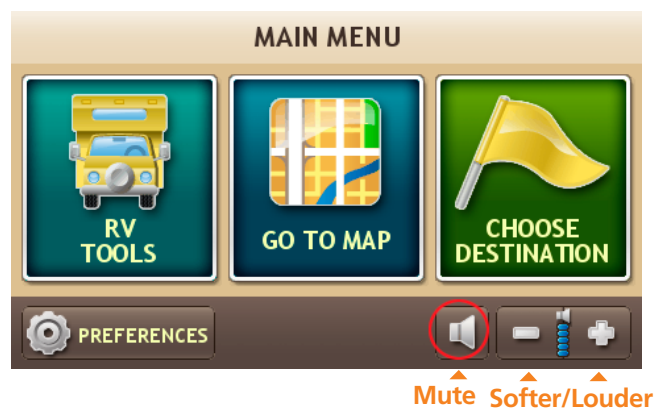 MAIN MENU
RV
TOOLS
GO TO MAP
CHOOSE
DESTINATION
PREFERENCES
Mute Softer/Louder